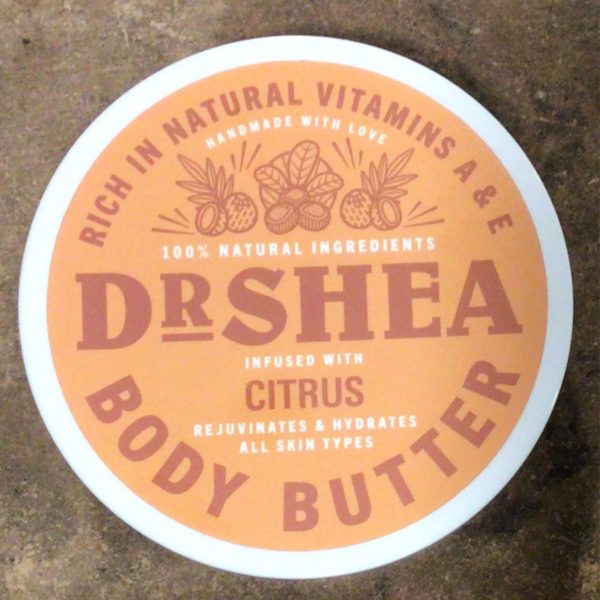 RICH IN NATURAL VITAMINS A & E
HANDMADE WITH LOVE
100% NATURAL INGREDIENTS
DRSHEA
INFUSED WITH
CITRUS
REJUVINATES & HYDRATES
ALL SKIN TYPES
BODY BUTTER